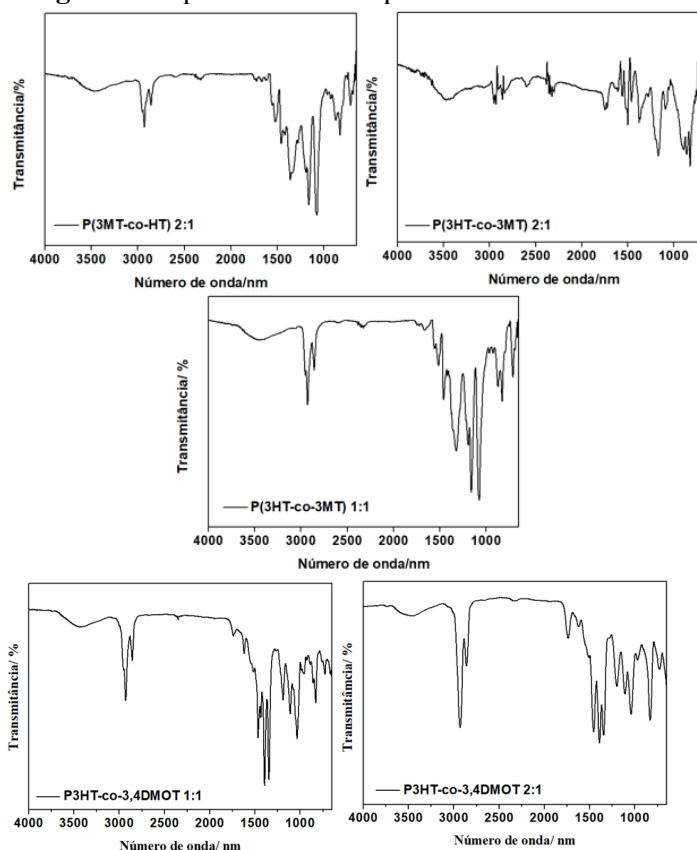 Transmitância/%
P(3MT-co-HT) 2:1
4000 3500 3000 2500 2000 1500 1000
Número de onda/nm
Transmitância/%
P(3HT-co-3MT) 2:1
4000 3500 3000 2500 2000 1500 1000
Número de onda/nm
Transmitância/ %
P(3HT-co-3MT) 1:1
4000 3500 3000 2500 2000 1500 1000
Número de onda/nm
Transmitância/ %
P3HT-co-3,4DMOT 1:1
4000 3500 3000 2500 2000 1500 1000
Número de onda/ nm
Transmitâmcia/ %
P3HT-co-3,4DMOT 2:1
4000 3500 3000 2500 2000 1500 1000
Número de onda/ nm